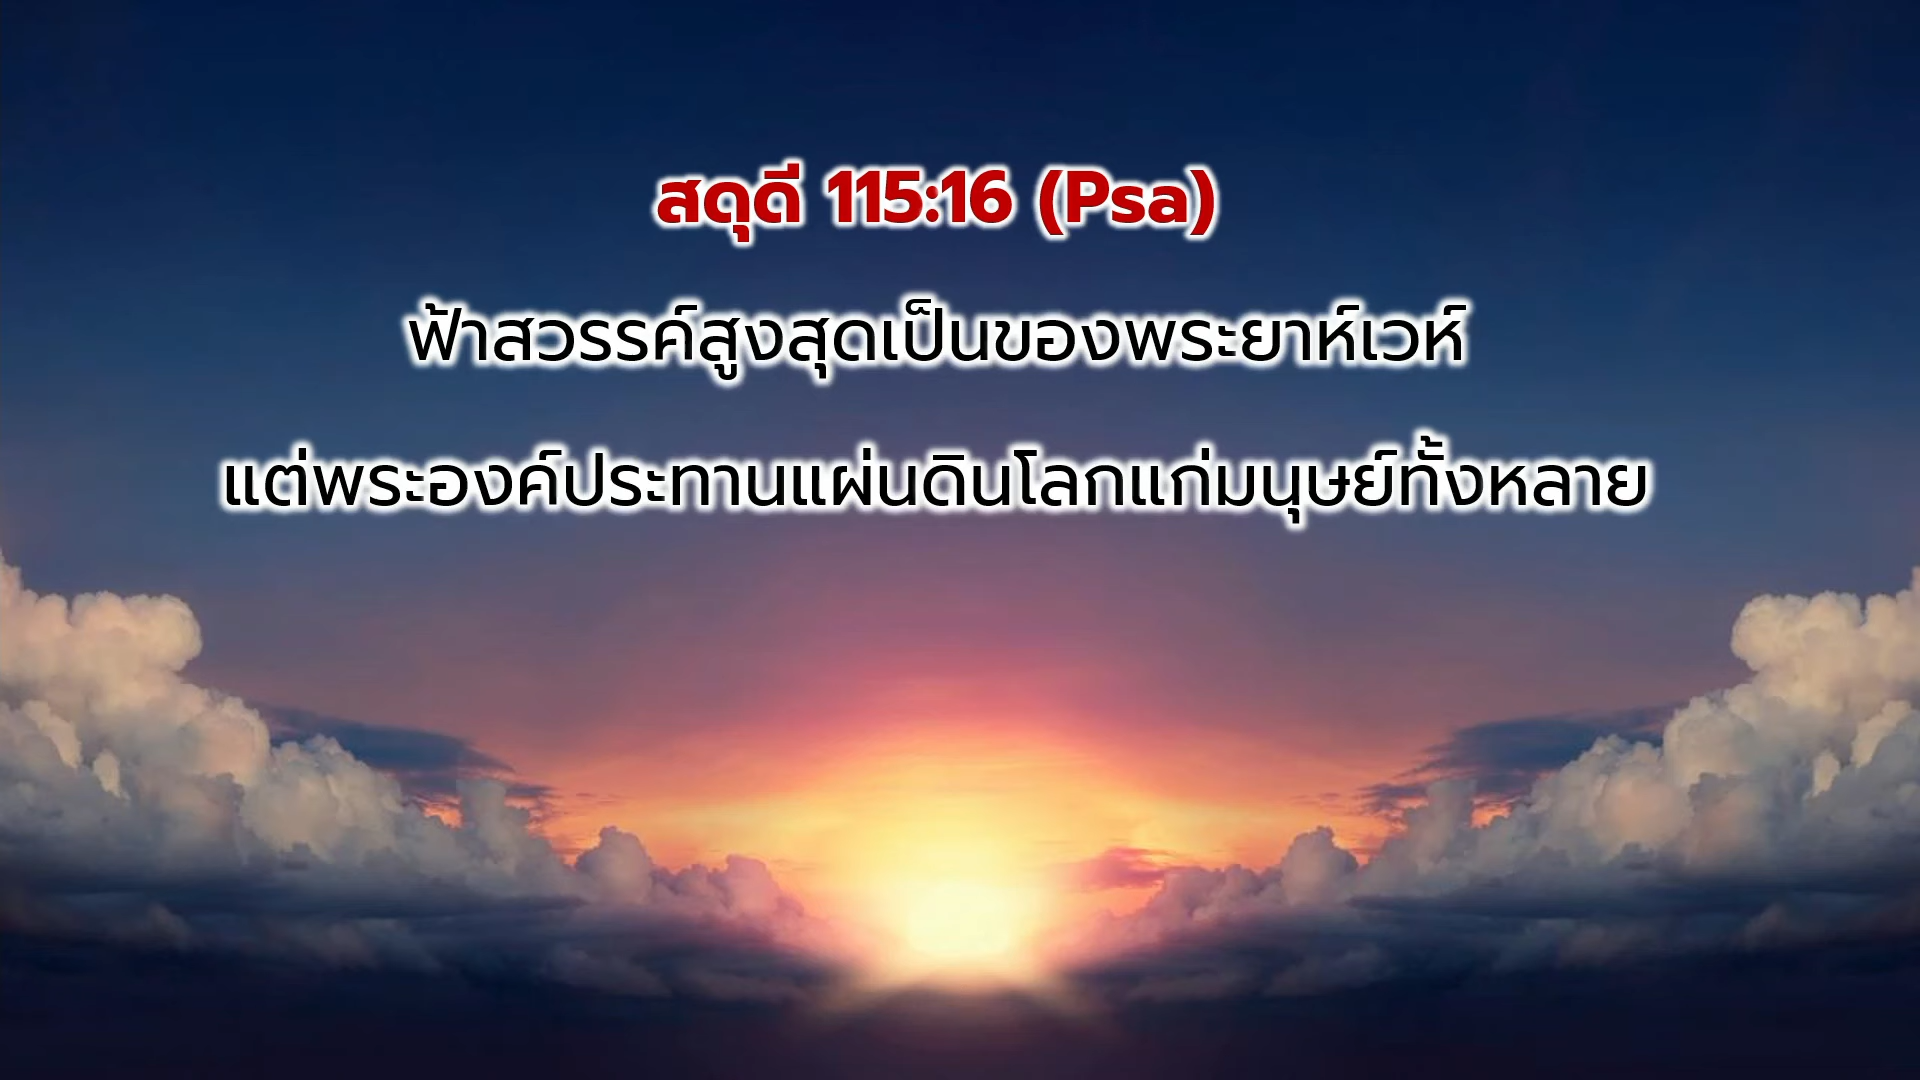 สดุดี 115:16 (Psa)
ฟ้าสวรรค์สูงสุดเป็นของพระยาห์เวห์
แต่พระองค์ประทานแผ่นดินโลกแก่มนุษย์ทั้งหลาย